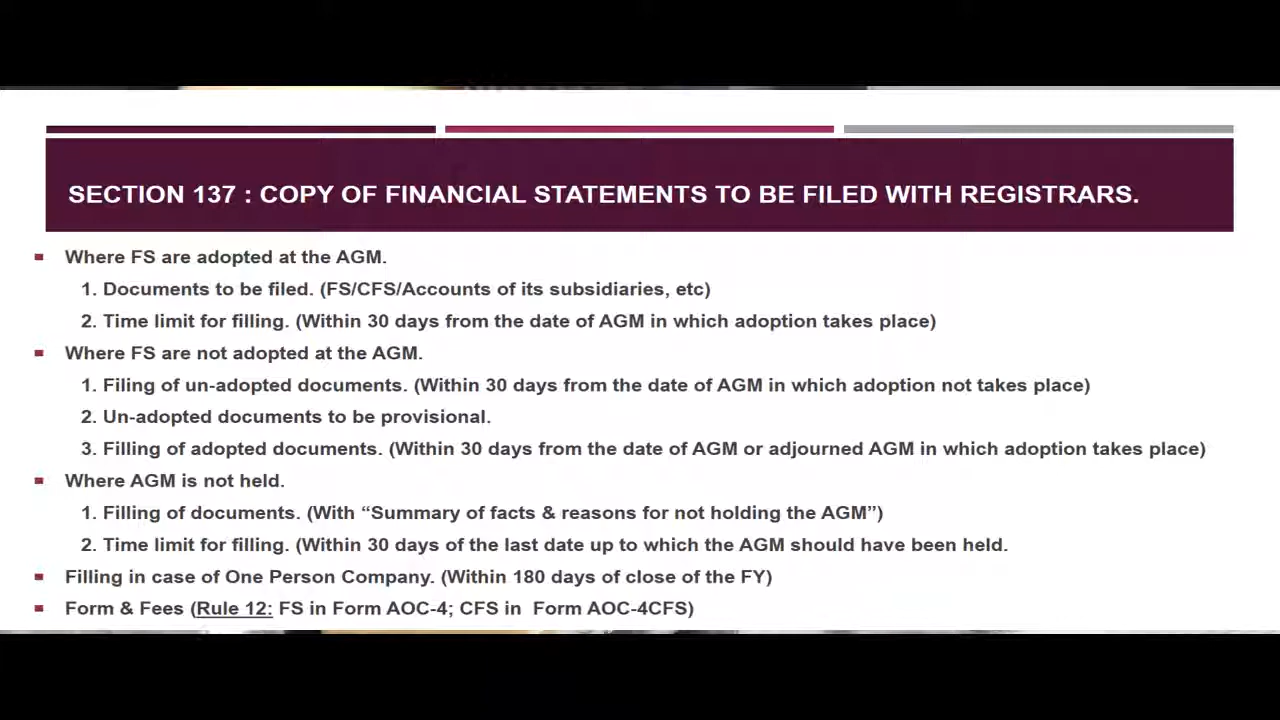 SECTION 137 : COPY OF FINANCIAL STATEMENTS TO BE FILED WITH REGISTRARS.
Where FS are adopted at the AGM.
1. Documents to be filed. (FS/CFS/Accounts of its subsidiaries, etc)
2. Time limit for filling. (Within 30 days from the date of AGM in which adoption takes place)
Where FS are not adopted at the AGM.
1. Filing of un-adopted documents. (Within 30 days from the date of AGM in which adoption not takes place)
2. Un-adopted documents to be provisional.
3. Filling of adopted documents. (Within 30 days from the date of AGM or adjourned AGM in which adoption takes place)
Where AGM is not held.
1. Filling of documents. (With “Summary of facts & reasons for not holding the AGM”)
2. Time limit for filling. (Within 30 days of the last date up to which the AGM should have been held.
Filling in case of One Person Company. (Within 180 days of close of the FY)
Form & Fees (Rule 12: FS in Form AOC-4; CFS in  Form AOC-4CFS)